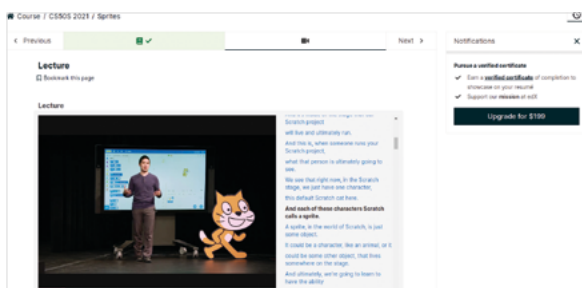 Course / CS50S 2021 / Sprites
< Previous
Next >
Notifications
X
Lecture
Bookmark this page
Pursue a verified certificate
Earn a verified certificate of completion to
showcase on your resumé
Support our mission at edX
Upgrade for $199
Lecture
Scratch project
will live and ultimately run.
And this is, when someone runs your
Scratch project,
what that person is ultimately going to
see.
We see that right now, in the Scratch
stage, we just have one character,
this default Scratch cat here.
And each of those characters Scratch
calls a sprite.
A sprite, in the world of Scratch, is just
some object.
It could be a character, like an animal, or it
could be some other object, that lives
somewhere on the stage.
And ultimately, we're going to learn to
have the ability